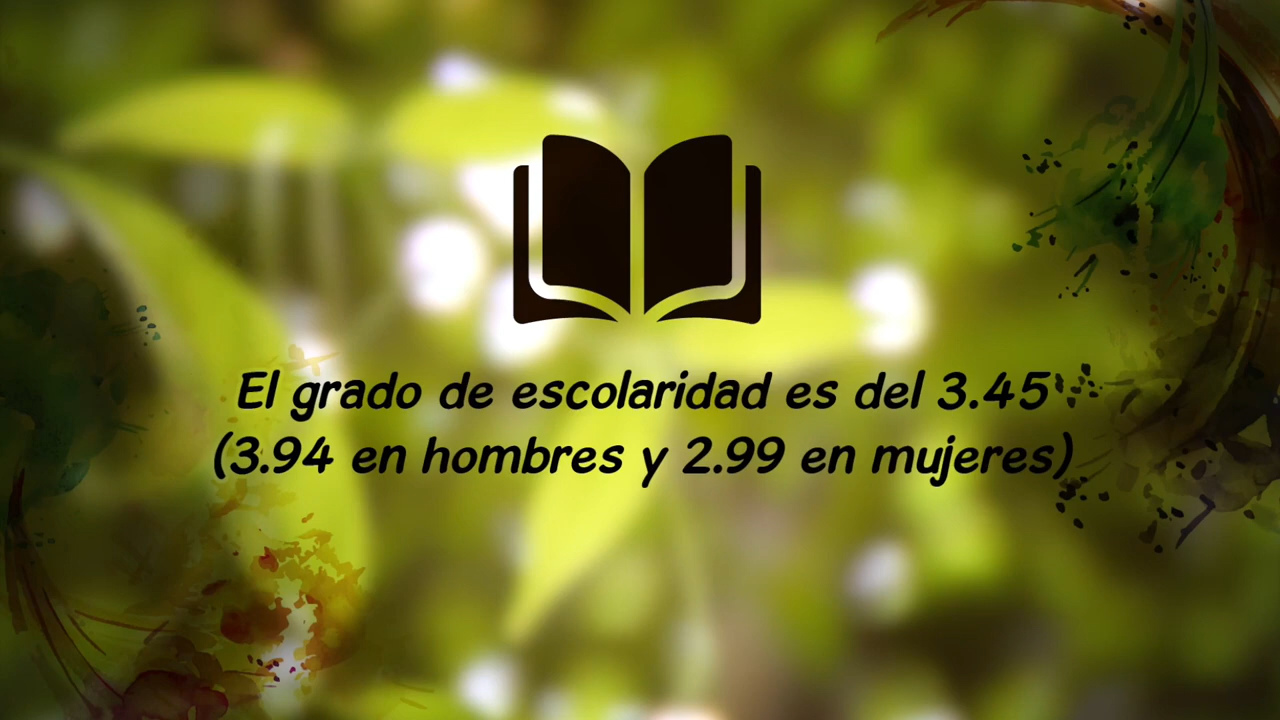 El grado de escolaridad es del 3.45
(3.94 en hombres y 2.99 en mujeres)